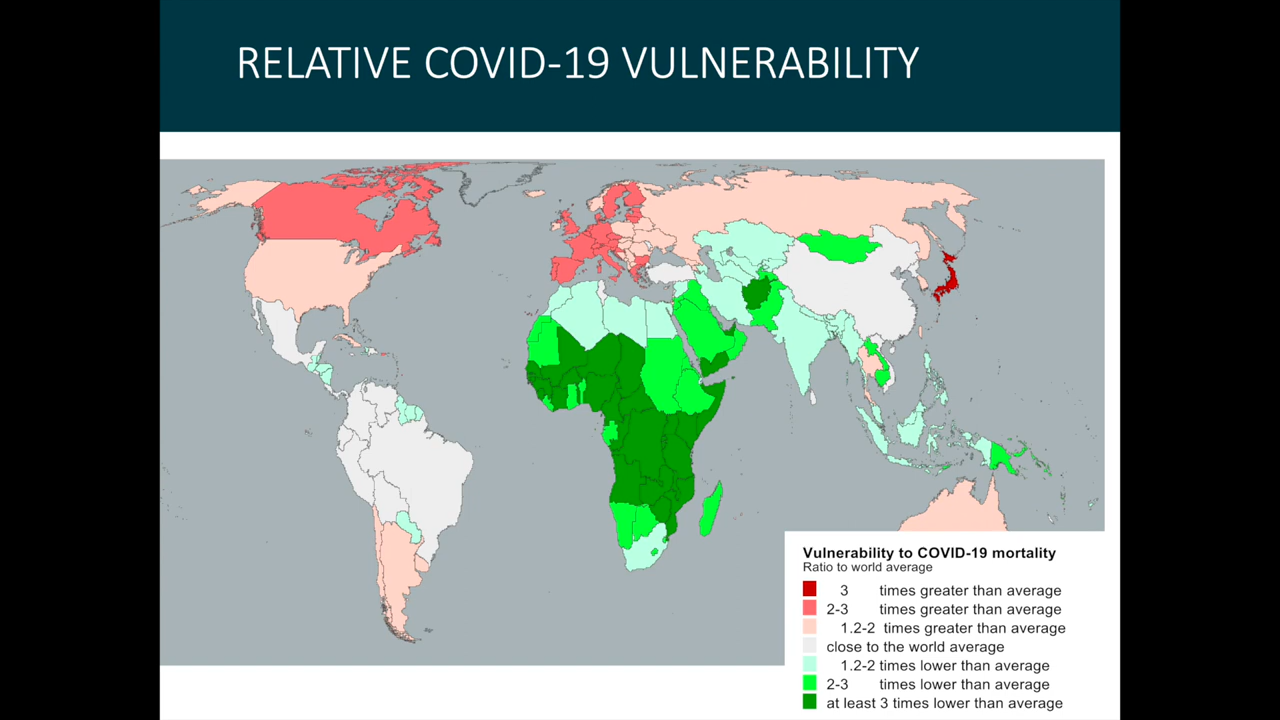 RELATIVE COVID-19 VULNERABILITY
Vulnerability to COVID-19 mortality
Ratio to world average
3 times greater than average
2-3 times greater than average
1.2-2 times greater than average
close to the world average
1.2-2 times lower than average
2-3 times lower than average
at least 3 times lower than average